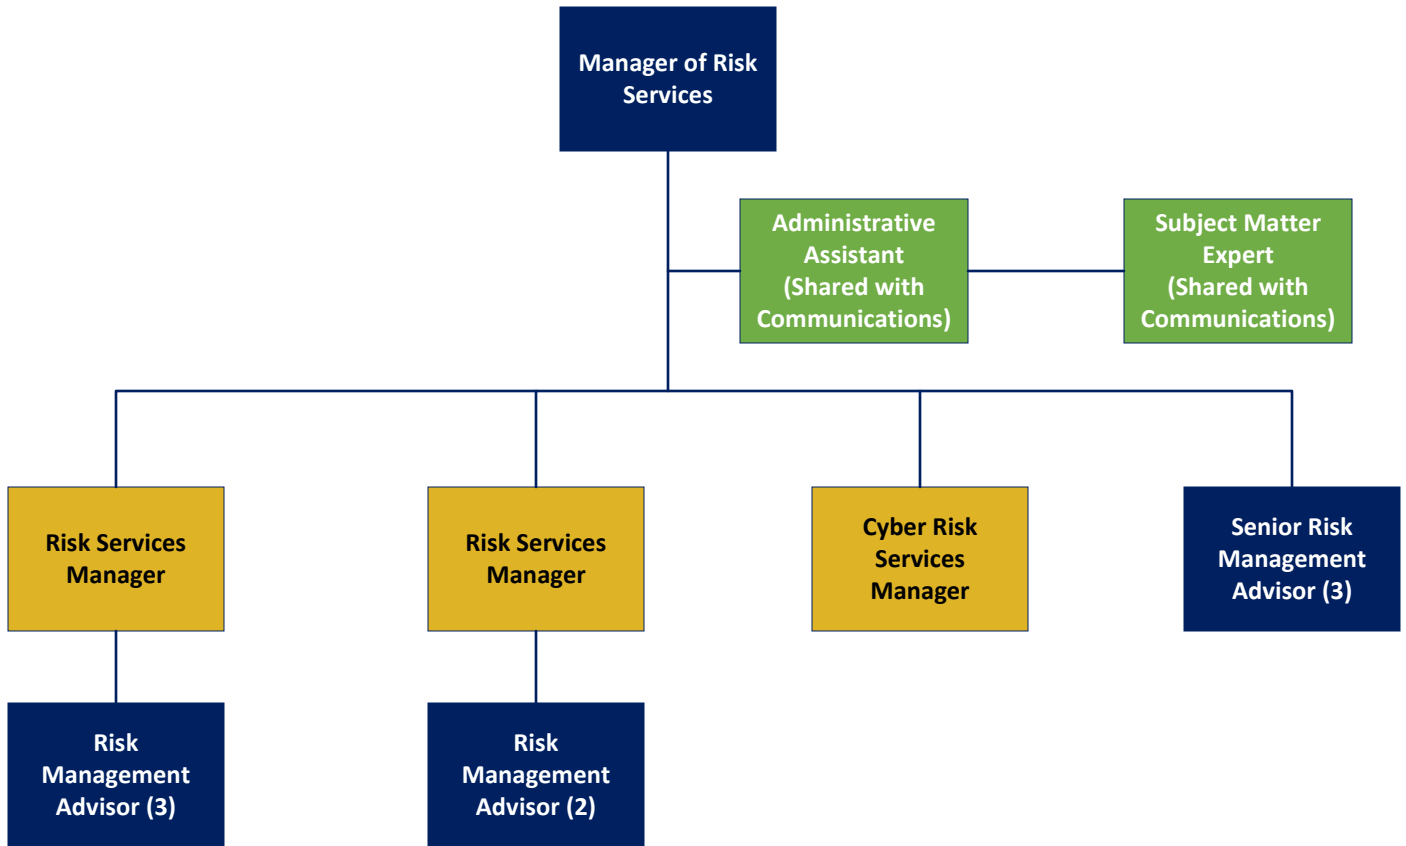 Manager of Risk
Services
Administrative
Assistant
(Shared with
Communications)
Subject Matter
Expert
(Shared with
Communications)
Risk Services
Manager
Risk Services
Manager
Cyber Risk
Services
Manager
Senior Risk
Management
Advisor (3)
Risk
Management
Advisor (3)
Risk
Management
Advisor (2)